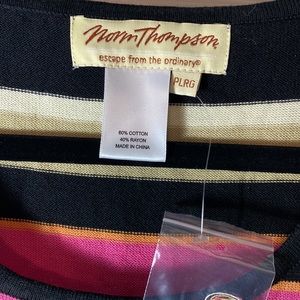 Norm Thompson
escape from the ordinary®
PLRG
60% COTTON
40% RAYON
MADE IN CHINA